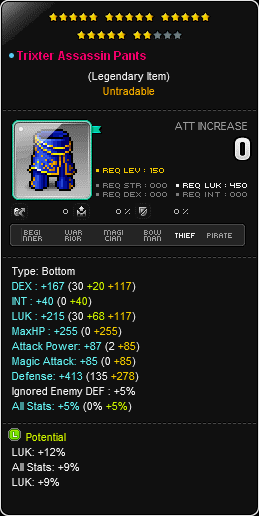 Trixter Assassin Pants
(Legendary Item)
Untradable
ATT INCREASE
0
REQ LEV : 150
REQ STR : 000 REQ LUK : 450
REQ DEX : 000 REQ INT : 000
0 0 % 0 %
BEGINNER WARRIOR MAGICIAN BOWMAN THIEF PIRATE
Type: Bottom
DEX : +167 (30 +20 +117)
INT : +40 (0 +40)
LUK : +215 (30 +68 +117)
MaxHP : +255 (0 +255)
Attack Power: +87 (2 +85)
Magic Attack: +85 (0 +85)
Defense: +413 (135 +278)
Ignored Enemy DEF : +5%
All Stats: +5% (0% +5%)
L Potential
LUK: +12%
All Stats: +9%
LUK: +9%